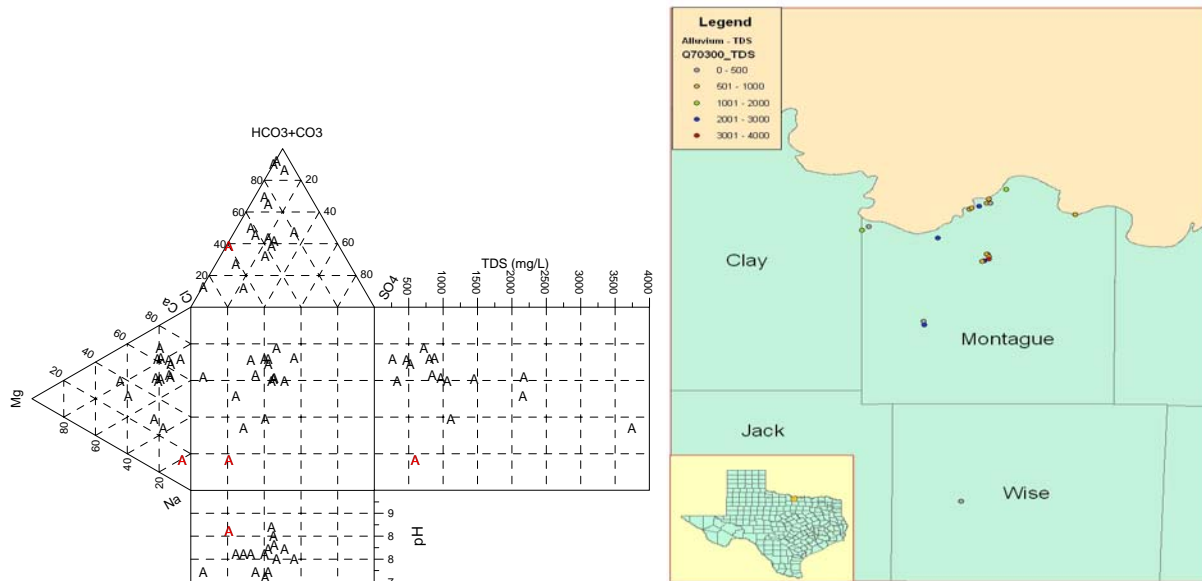 HCO3+CO3
80
20
60
40
40
60
20
80
Cl
SO4
Ca
80
60
40
20
Mg
80
60
40
20
Na
TDS (mg/L)
500
1000
1500
2000
2500
3000
3500
4000
9
8
8
pH
A
Legend
Alluvium - TDS
Q70300_TDS
0 - 500
501 - 1000
1001 - 2000
2001 - 3000
3001 - 4000
Clay
Montague
Jack
Wise